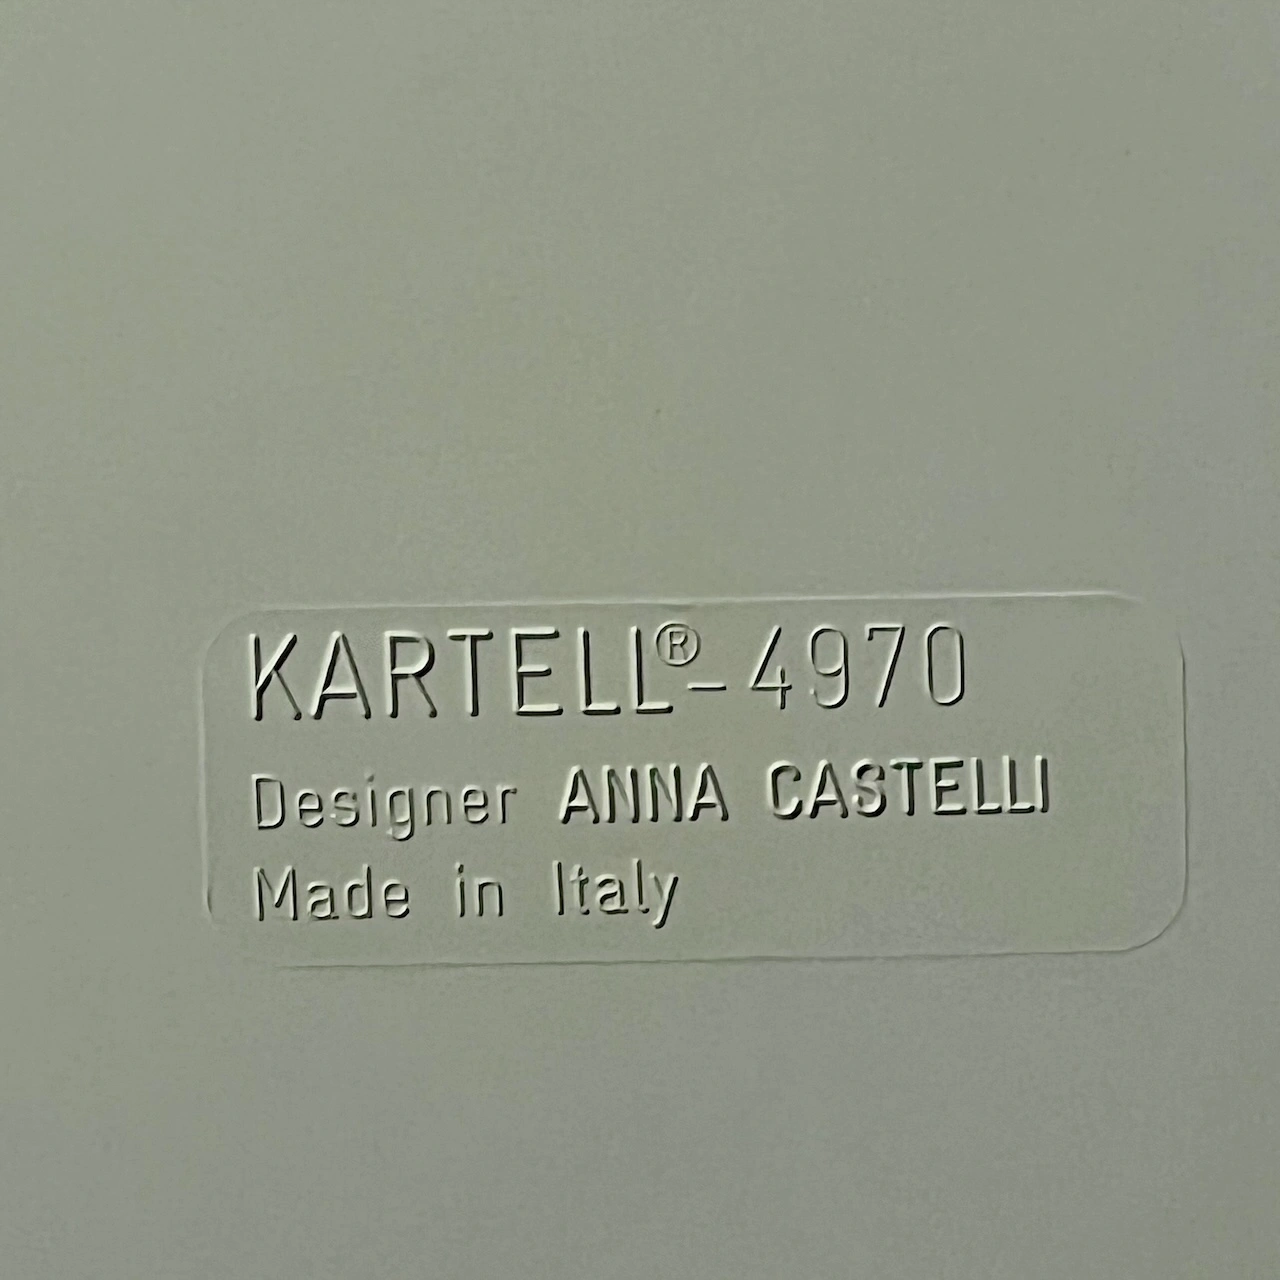 KARTELL®-4970
Designer ANNA CASTELLI
Made in Italy